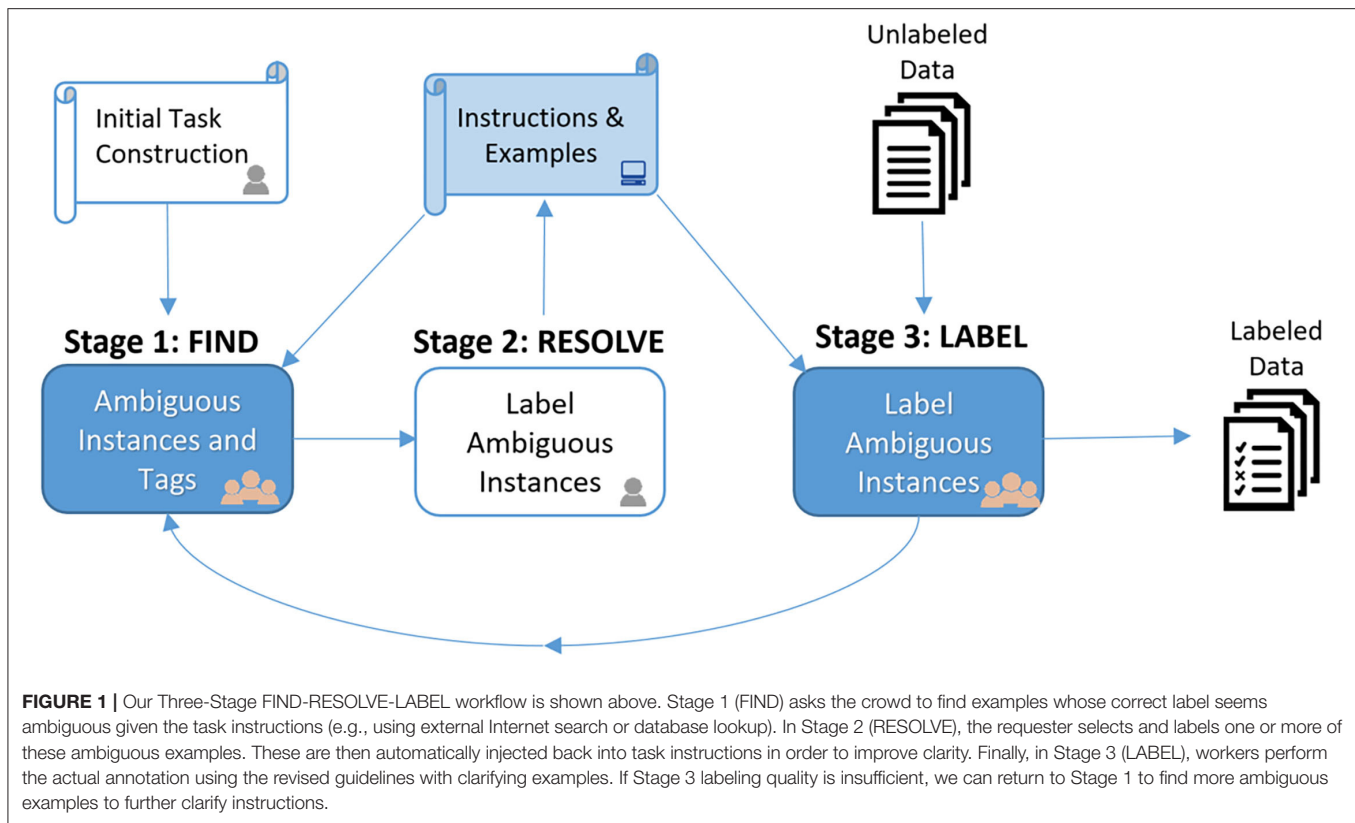 Initial Task
Construction
Instructions &
Examples
Unlabeled
Data
Stage 1: FIND
Ambiguous
Instances and
Tags
Stage 2: RESOLVE
Label
Ambiguous
Instances
Stage 3: LABEL
Label
Ambiguous
Instances
Labeled
Data
FIGURE 1 | Our Three-Stage FIND-RESOLVE-LABEL workflow is shown above. Stage 1 (FIND) asks the crowd to find examples whose correct label seems
ambiguous given the task instructions (e.g., using external Internet search or database lookup). In Stage 2 (RESOLVE), the requester selects and labels one or more of
these ambiguous examples. These are then automatically injected back into task instructions in order to improve clarity. Finally, in Stage 3 (LABEL), workers perform
the actual annotation using the revised guidelines with clarifying examples. If Stage 3 labeling quality is insufficient, we can return to Stage 1 to find more ambiguous
examples to further clarify instructions.